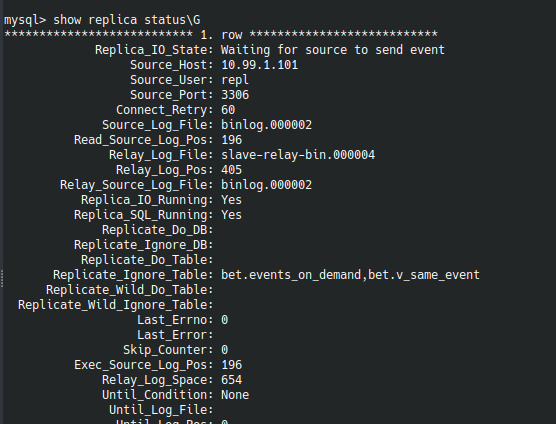 mysql> show replica status\G
*************************** 1. row ***************************
Replica_IO_State: Waiting for source to send event
Source_Host: 10.99.1.101
Source_User: repl
Source_Port: 3306
Connect_Retry: 60
Source_Log_File: binlog.000002
Read_Source_Log_Pos: 196
Relay_Log_File: slave-relay-bin.000004
Relay_Log_Pos: 405
Relay_Source_Log_File: binlog.000002
Replica_IO_Running: Yes
Replica_SQL_Running: Yes
Replicate_Do_DB:
Replicate_Ignore_DB:
Replicate_Do_Table:
Replicate_Ignore_Table: bet.events_on_demand,bet.v_same_event
Replicate_Wild_Do_Table:
Replicate_Wild_Ignore_Table:
Last_Errno: 0
Last_Error:
Skip_Counter: 0
Exec_Source_Log_Pos: 196
Relay_Log_Space: 654
Until_Condition: None
Until_Log_File:
Until_Log_Pos: 0